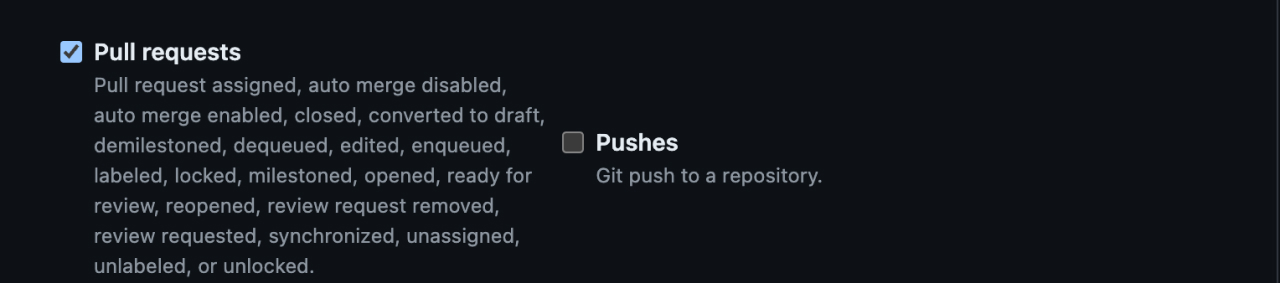 Pull requests
Pull request assigned, auto merge disabled,
auto merge enabled, closed, converted to draft,
demilestoned, dequeued, edited, enqueued,
labeled, locked, milestoned, opened, ready for
review, reopened, review request removed,
review requested, synchronized, unassigned,
unlabeled, or unlocked.
Pushes
Git push to a repository.